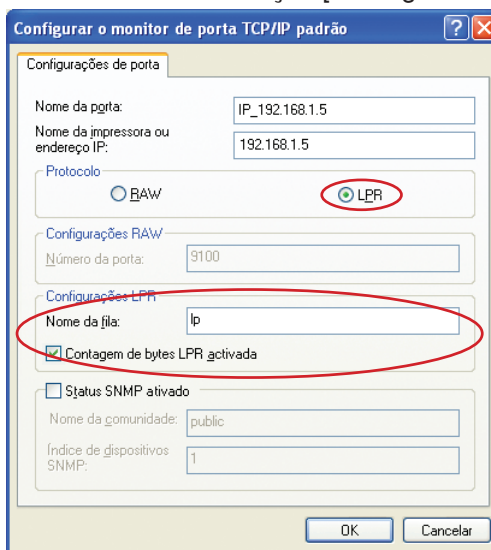 Configurar o monitor de porta TCP/IP padrão
Configurações de porta
Nome da porta: IP_192.168.1.5
Nome da impressora ou
endereço IP: 192.168.1.5
Protocolo
RAW LPR
Configurações RAW
Número da porta: 9100
Configurações LPR
Nome da fila: lp
Contagem de bytes LPR activada
Status SNMP ativado
Nome da comunidade: public
Índice de dispositivos
SNMP: 1
OK Cancelar